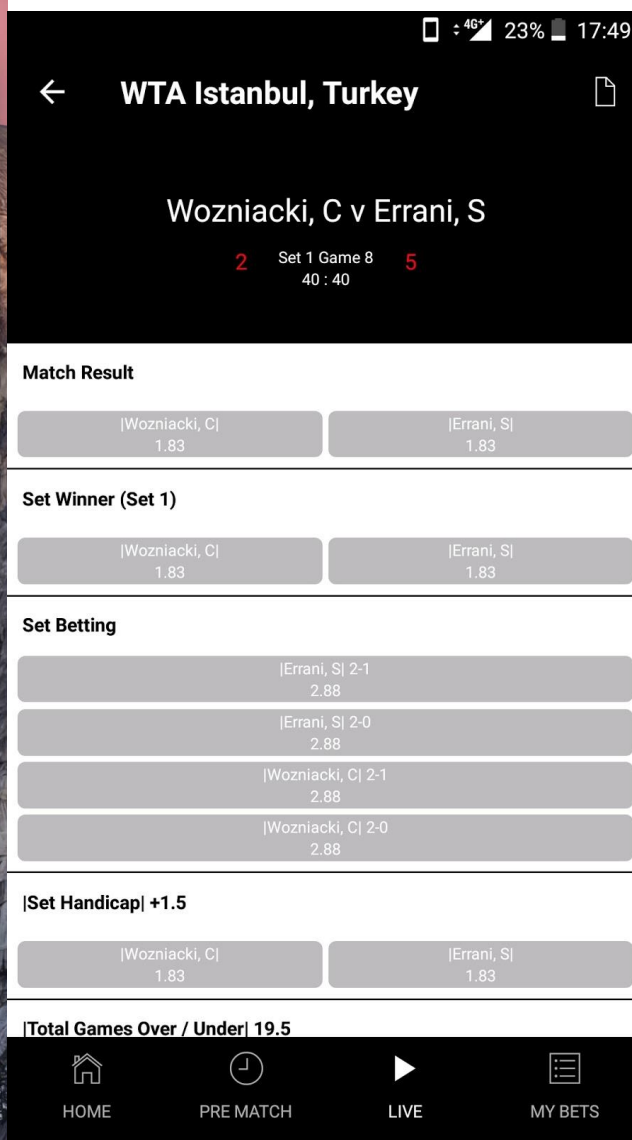 4G+ 23% 17:49
WTA Istanbul, Turkey
Wozniacki, C v Errani, S
2 Set 1 Game 8 5
40 : 40
Match Result
|Wozniacki, C| |Errani, S|
1.83 1.83
Set Winner (Set 1)
|Wozniacki, C| |Errani, S|
1.83 1.83
Set Betting
|Errani, S| 2-1
2.88
|Errani, S| 2-0
2.88
|Wozniacki, C| 2-1
2.88
|Wozniacki, C| 2-0
2.88
|Set Handicap| +1.5
|Wozniacki, C| |Errani, S|
1.83 1.83
|Total Games Over / Under| 19.5
HOME PRE MATCH LIVE MY BETS